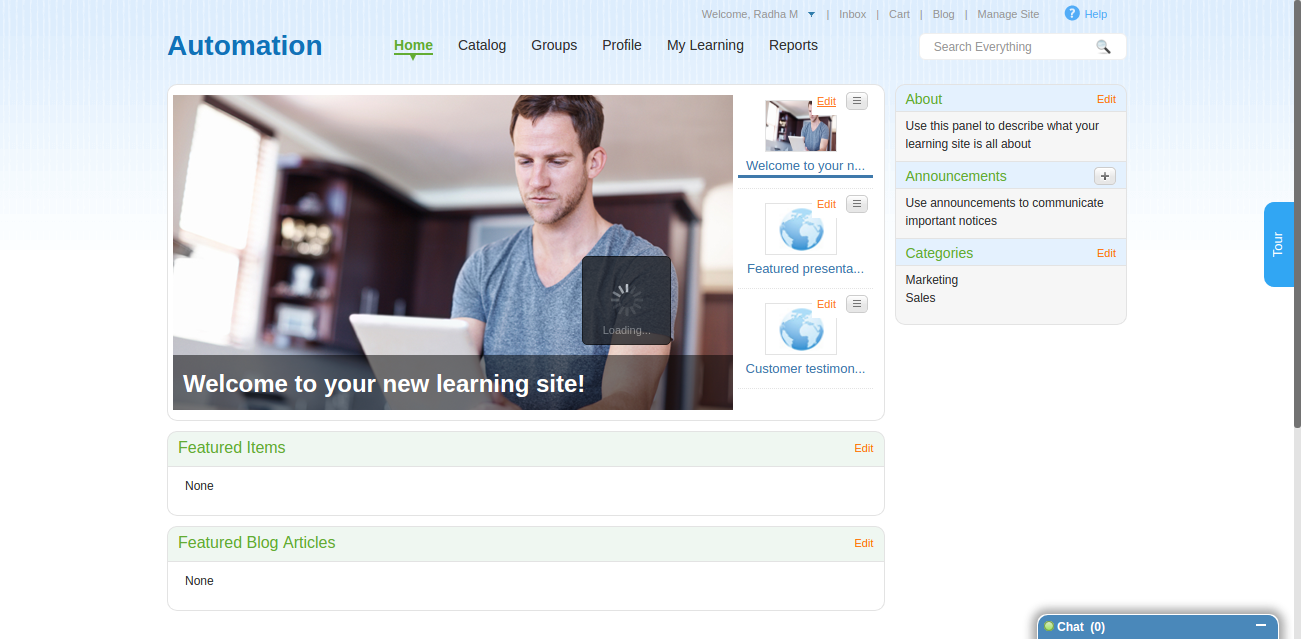 Welcome, Radha M | Inbox | Cart | Blog | Manage Site ? Help
Automation
Home Catalog Groups Profile My Learning Reports
Search Everything
Edit
Welcome to your n...
Edit
Featured presenta...
Edit
Customer testimon...
Loading...
Welcome to your new learning site!
About Edit
Use this panel to describe what your
learning site is all about
Announcements +
Use announcements to communicate
important notices
Categories Edit
Marketing
Sales
Tour
Featured Items Edit
None
Featured Blog Articles Edit
None
Chat (0)